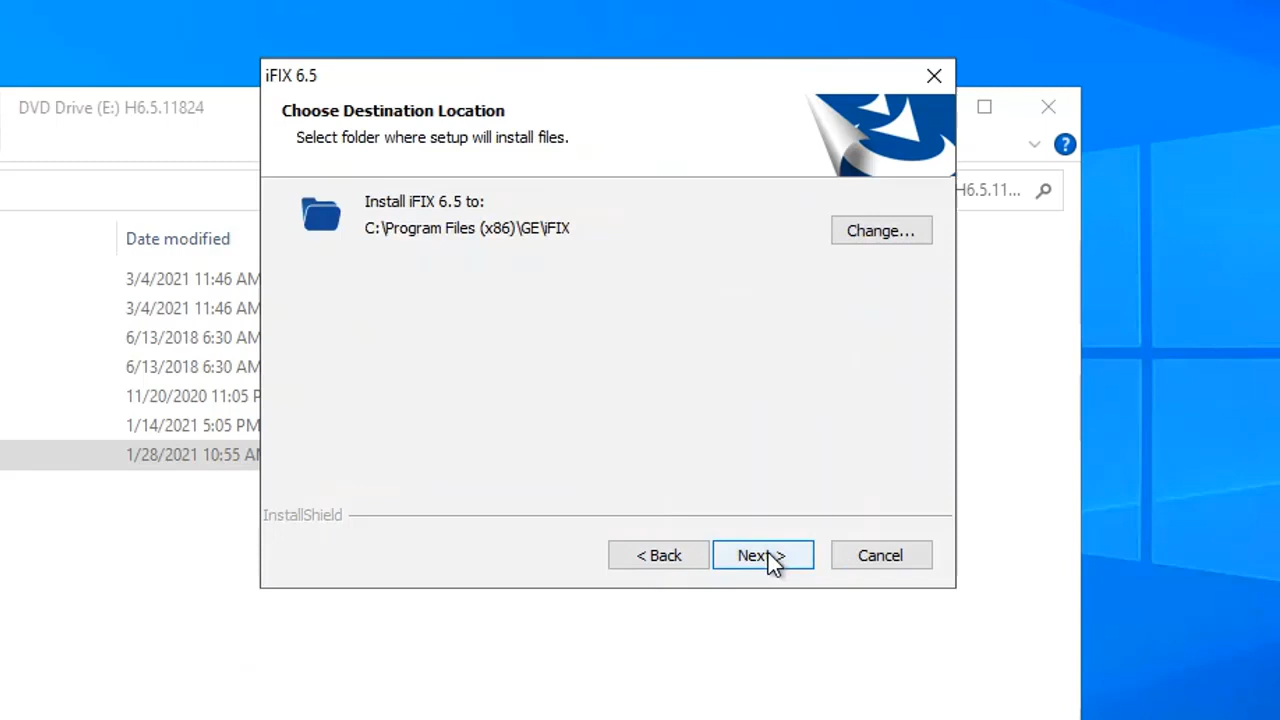 iFIX 6.5
DVD Drive (E:) H6.5.11824
Choose Destination Location
Select folder where setup will install files.
H6.5.11...
Install iFIX 6.5 to:
C:\Program Files (x86)\GE\iFIX
Change...
Date modified
3/4/2021 11:46 AM
3/4/2021 11:46 AM
6/13/2018 6:30 AM
6/13/2018 6:30 AM
11/20/2020 11:05 P
1/14/2021 5:05 PM
1/28/2021 10:55 AM
InstallShield
< Back
Next >
Cancel